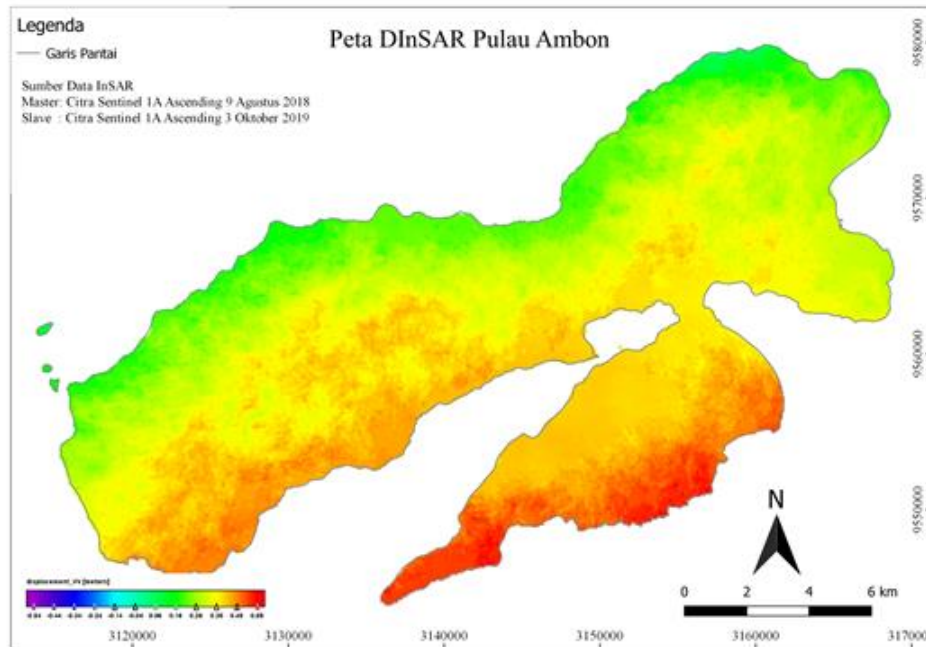 Legenda
Garis Pantai
Peta DInSAR Pulau Ambon
Sumber Data InSAR
Master: Citra Sentinel 1A Ascending 9 Agustus 2018
Slave : Citra Sentinel 1A Ascending 3 Oktober 2019
9580000
9570000
9560000
9550000
N
0 2 4 6 km
3120000 3130000 3140000 3150000 3160000 317000